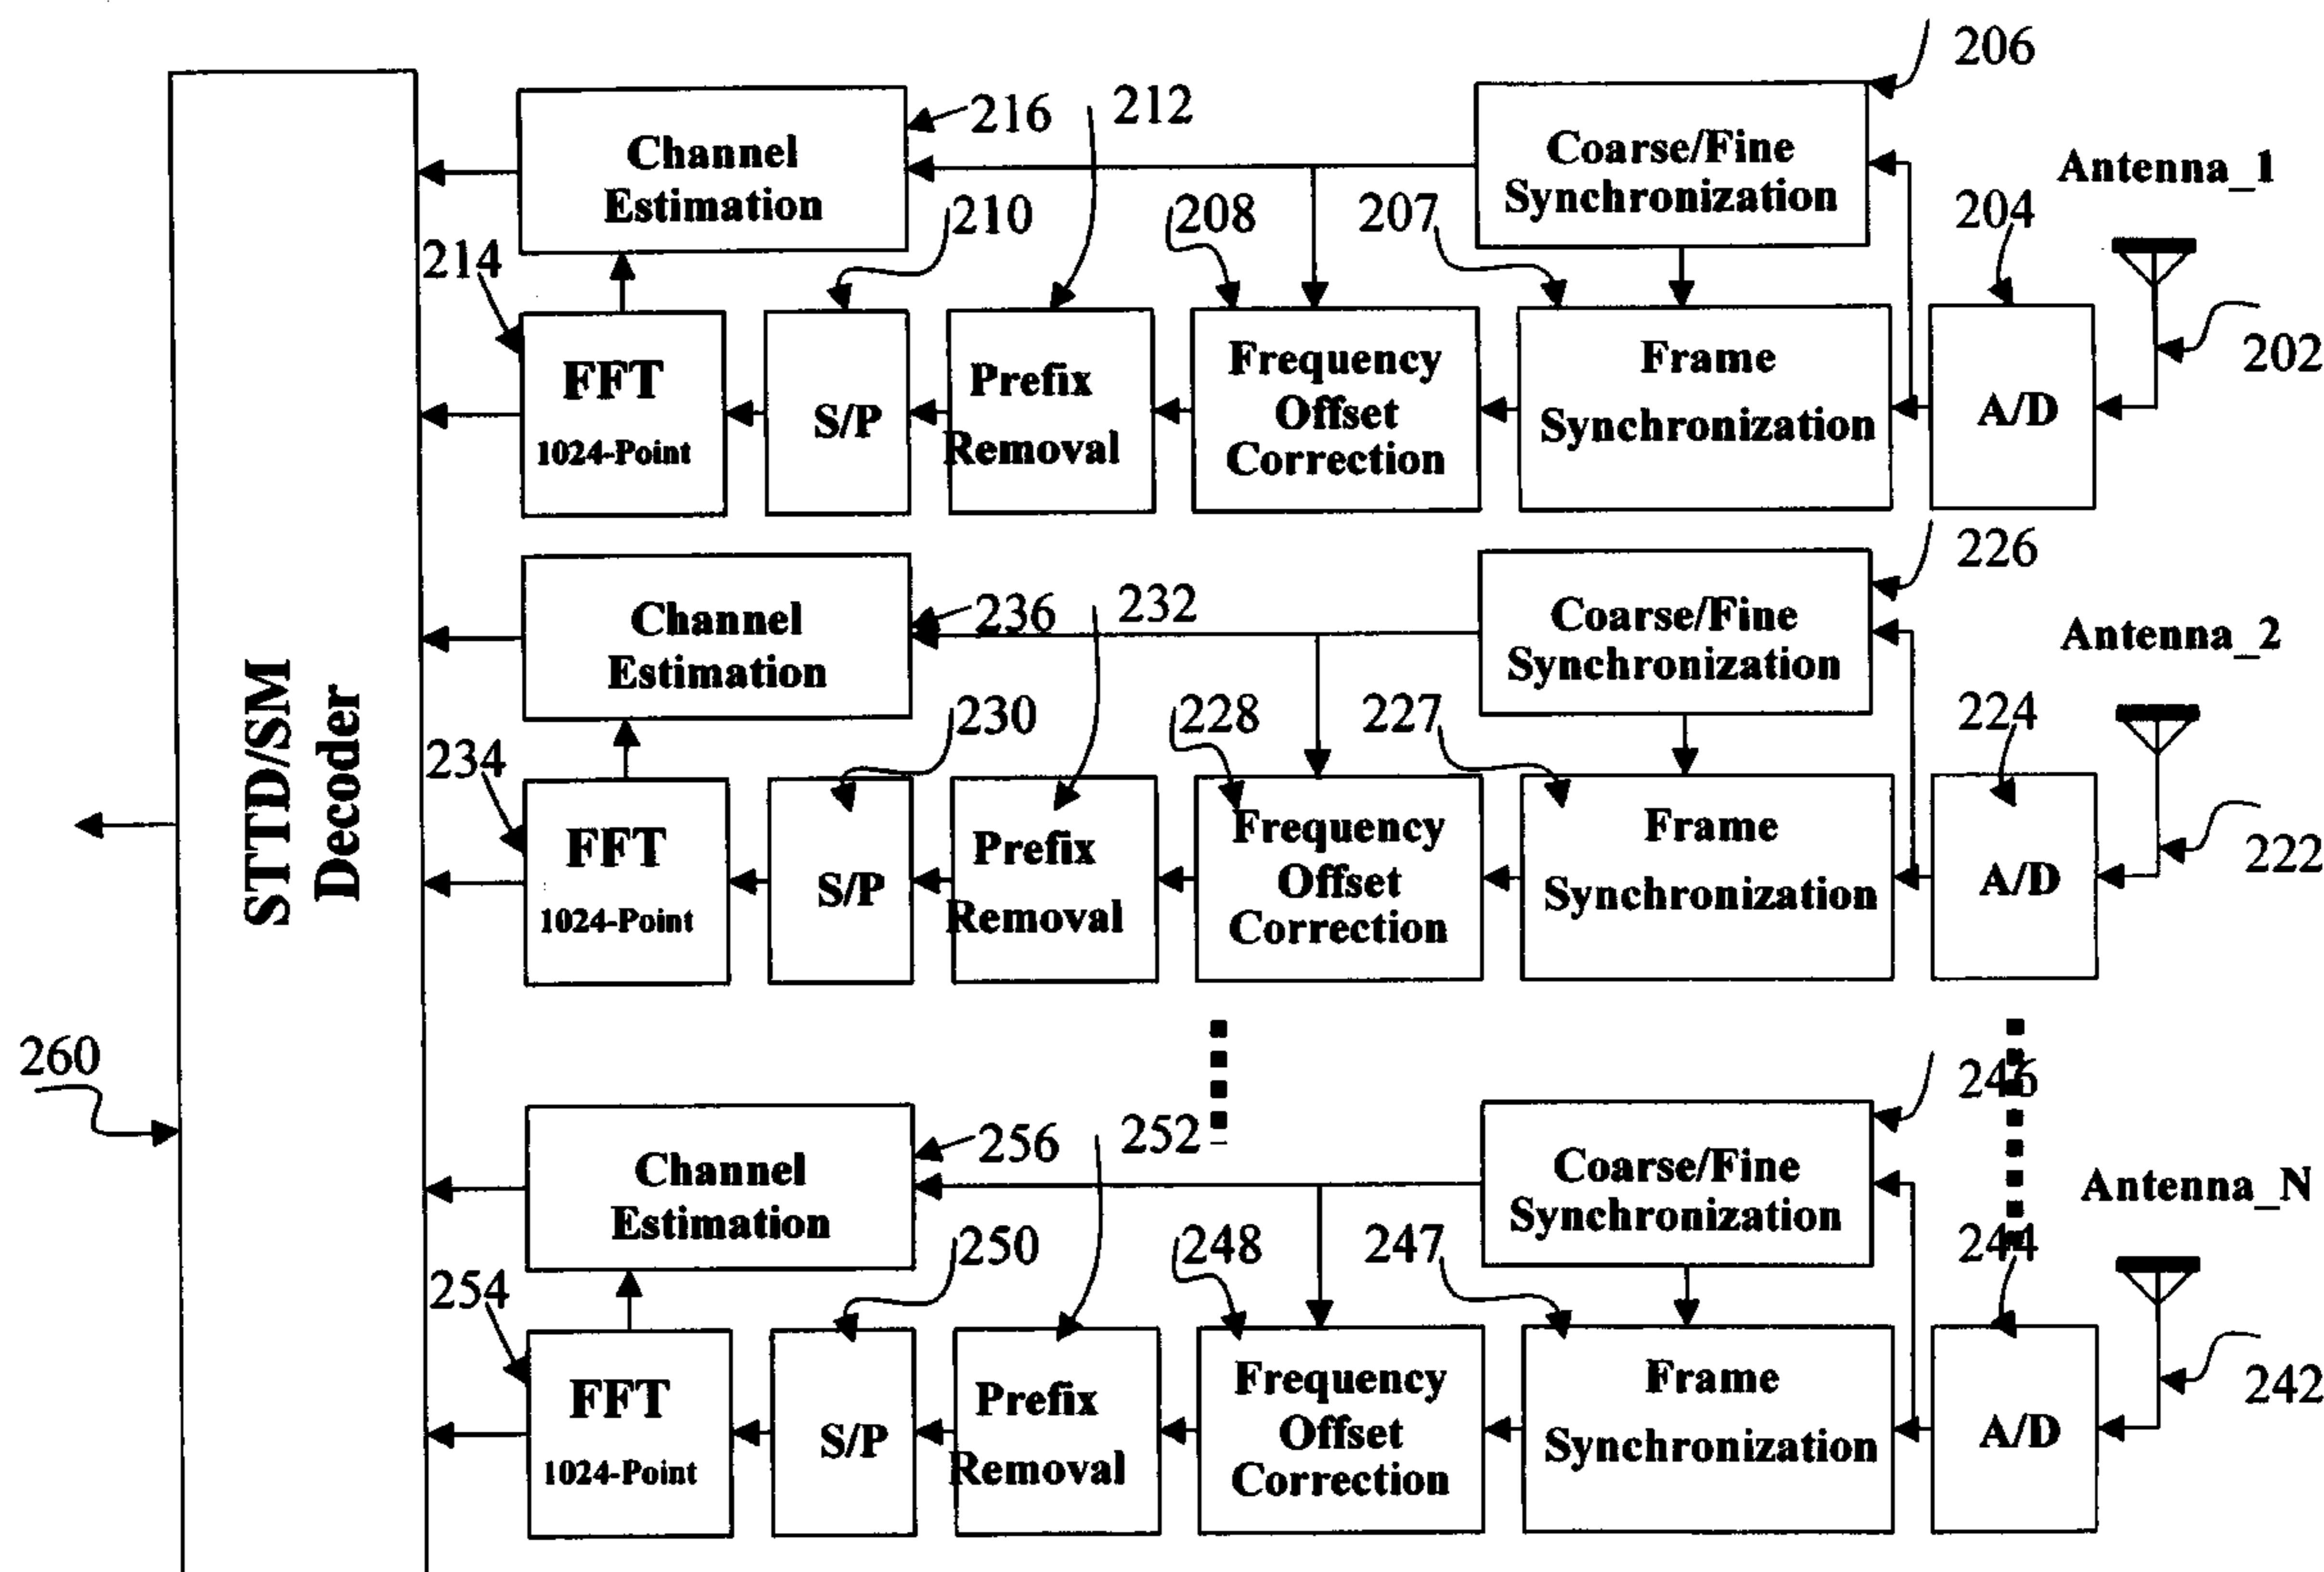 206
216
212
Channel
Estimation
Coarse/Fine
Synchronization
Antenna_1
210
208
207
204
214
202
FFT
1024-Point
S/P
Prefix
Removal
Frequency
Offset
Correction
Frame
Synchronization
A/D
226
236
232
Channel
Estimation
Coarse/Fine
Synchronization
Antenna_2
230
228
227
224
234
222
FFT
1024-Point
S/P
Prefix
Removal
Frequency
Offset
Correction
Frame
Synchronization
A/D
STTD/SM
Decoder
260
246
256
252
Channel
Estimation
Coarse/Fine
Synchronization
Antenna_N
250
248
247
244
254
242
FFT
1024-Point
S/P
Prefix
Removal
Frequency
Offset
Correction
Frame
Synchronization
A/D